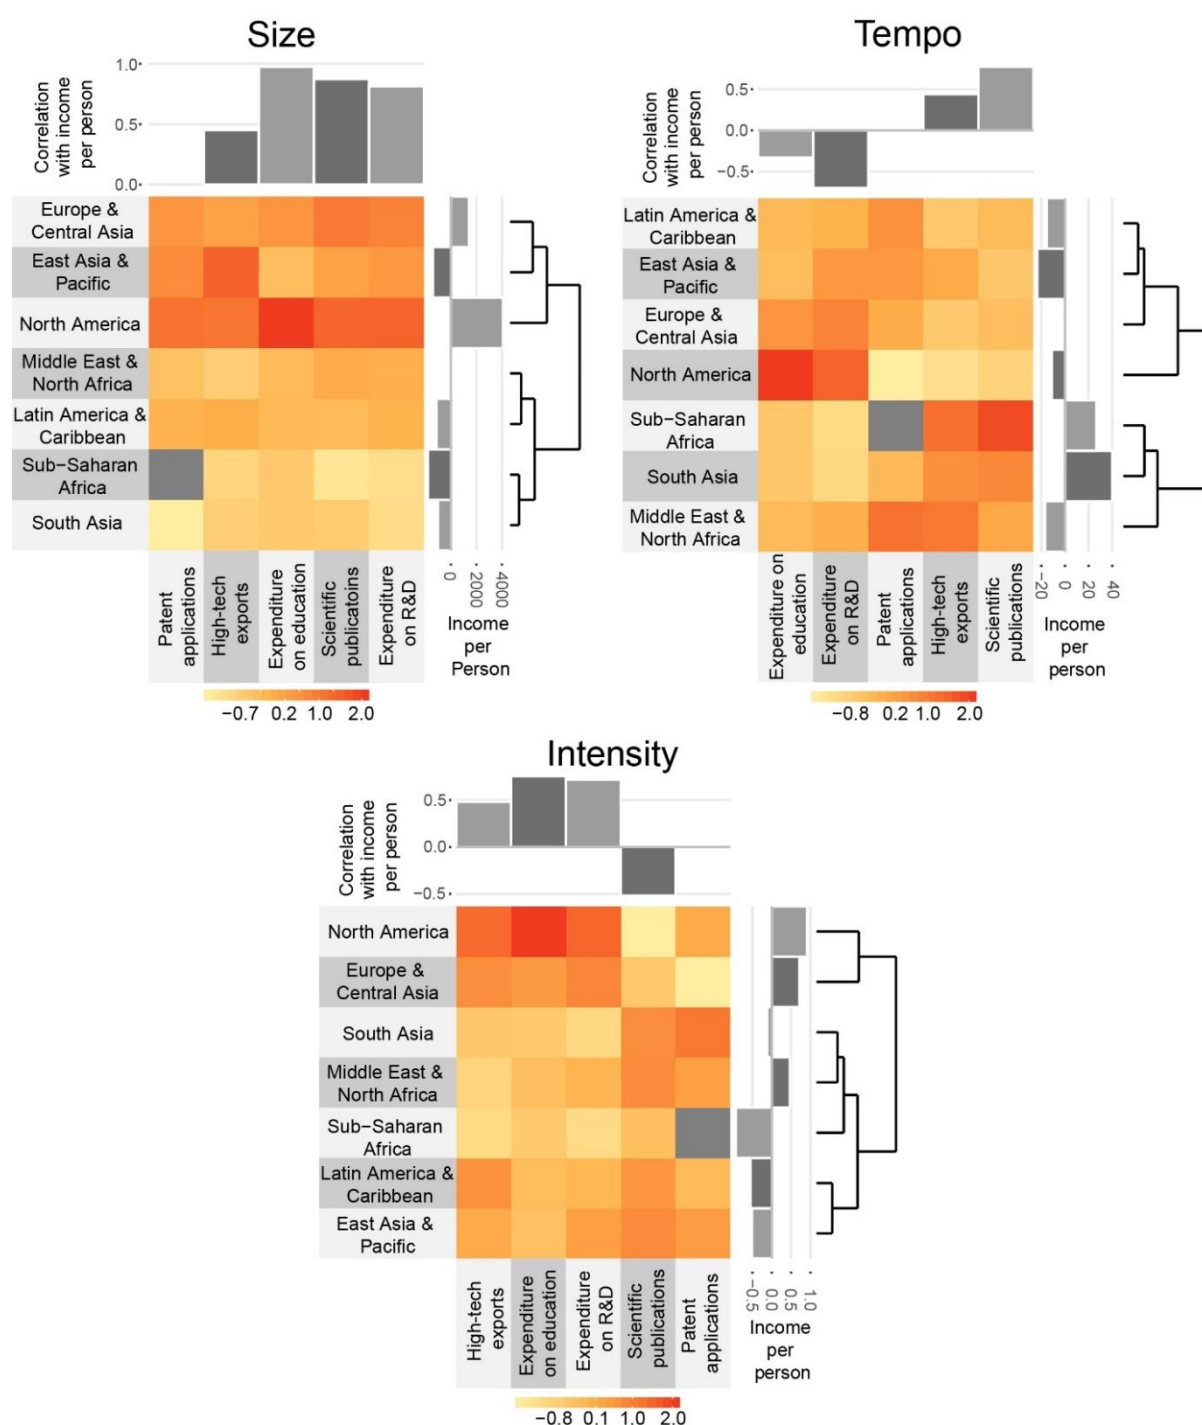 Size
Correlation
with income
per person
1.0
0.5
0.0
Europe &
Central Asia
East Asia &
Pacific
North America
Middle East &
North Africa
Latin America &
Caribbean
Sub−Saharan
Africa
South Asia
Patent
applications
High-tech
exports
Expenditure
on education
Scientific
publicatoins
Expenditure
on R&D
0
2000
4000
Income
per
Person
−0.7 0.2 1.0 2.0
Tempo
Correlation
with income
per person
0.5
0.0
−0.5
Latin America &
Caribbean
East Asia &
Pacific
Europe &
Central Asia
North America
Sub−Saharan
Africa
South Asia
Middle East &
North Africa
Expenditure on
education
Expenditure
on R&D
Patent
applications
High-tech
exports
Scientific
publications
−20
0
20
40
Income
per
person
−0.8 0.2 1.0 2.0
Intensity
Correlation
with income
per person
0.5
0.0
−0.5
North America
Europe &
Central Asia
South Asia
Middle East &
North Africa
Sub−Saharan
Africa
Latin America &
Caribbean
East Asia &
Pacific
High-tech
exports
Expenditure
on education
Expenditure
on R&D
Scientific
publications
Patent
applications
−0.5
0.0
0.5
1.0
Income
per
person
−0.8 0.1 1.0 2.0